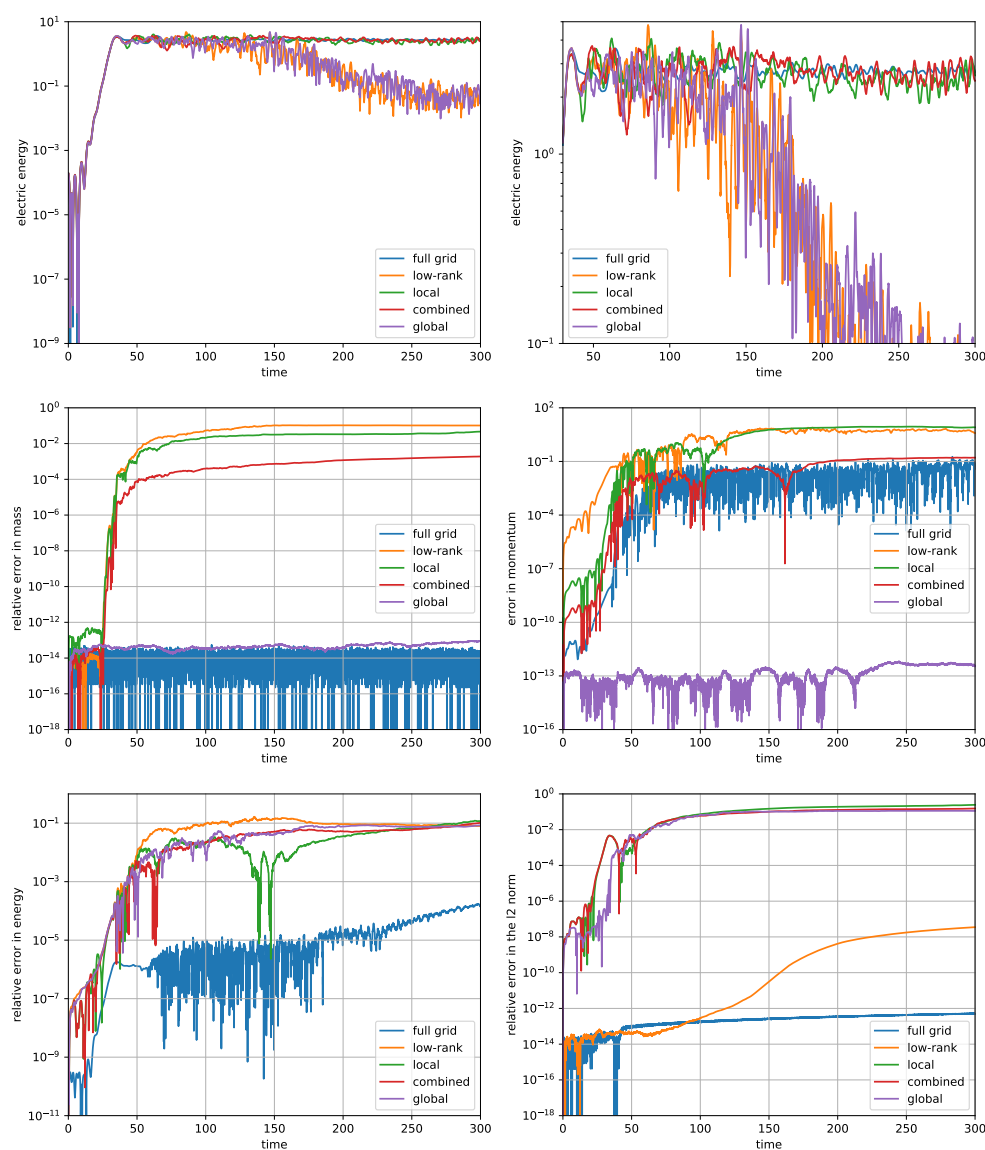 10^1
10^−1
10^−3
10^−5
10^−7
10^−9
electric energy
0 50 100 150 200 250 300
time
full grid
low-rank
local
combined
global
10^0
10^−1
electric energy
50 100 150 200 250 300
time
full grid
low-rank
local
combined
global
10^0
10^−2
10^−4
10^−6
10^−8
10^−10
10^−12
10^−14
10^−16
10^−18
relative error in mass
0 50 100 150 200 250 300
time
full grid
low-rank
local
combined
global
10^2
10^−1
10^−4
10^−7
10^−10
10^−13
10^−16
error in momentum
0 50 100 150 200 250 300
time
full grid
low-rank
local
combined
global
10^−1
10^−3
10^−5
10^−7
10^−9
10^−11
relative error in energy
0 50 100 150 200 250 300
time
full grid
low-rank
local
combined
global
10^0
10^−2
10^−4
10^−6
10^−8
10^−10
10^−12
10^−14
10^−16
10^−18
relative error in the l2 norm
0 50 100 150 200 250 300
time
full grid
low-rank
local
combined
global